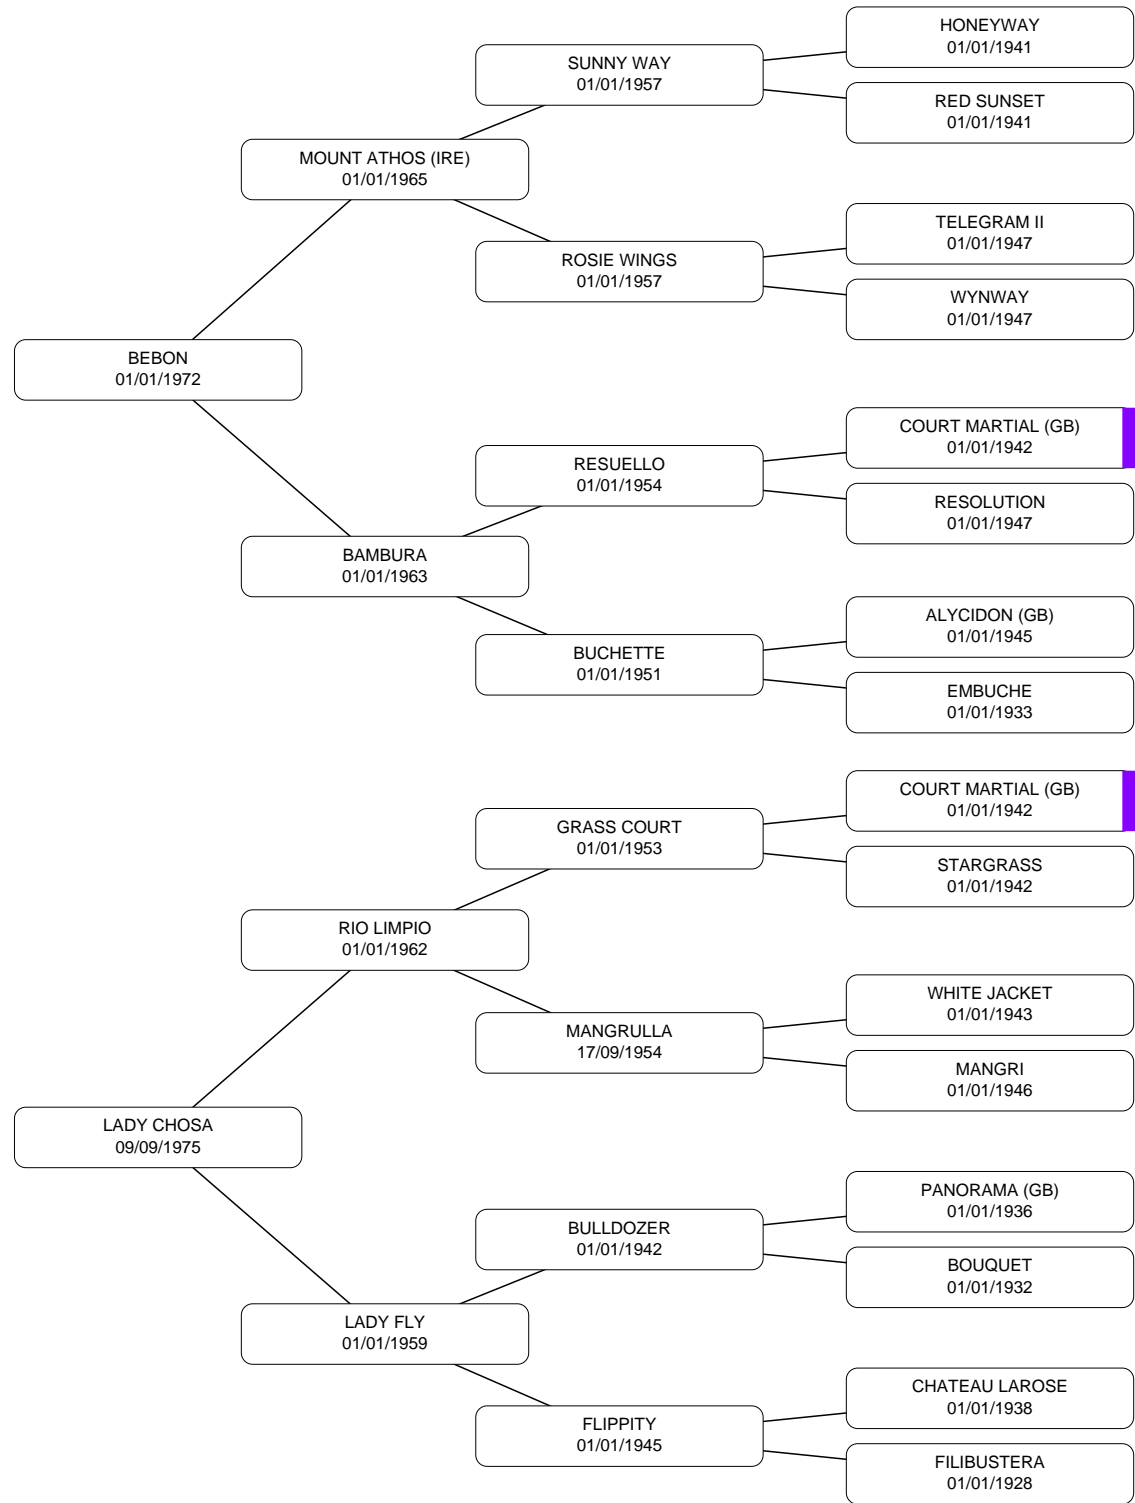 HONEYWAY
01/01/1941
SUNNY WAY
01/01/1957
RED SUNSET
01/01/1941
MOUNT ATHOS (IRE)
01/01/1965
TELEGRAM II
01/01/1947
ROSIE WINGS
01/01/1957
WYNWAY
01/01/1947
BEBON
01/01/1972
COURT MARTIAL (GB)
01/01/1942
RESUELLO
01/01/1954
RESOLUTION
01/01/1947
BAMBURA
01/01/1963
ALYCIDON (GB)
01/01/1945
BUCHETTE
01/01/1951
EMBUCHE
01/01/1933
COURT MARTIAL (GB)
01/01/1942
GRASS COURT
01/01/1953
STARGRASS
01/01/1942
RIO LIMPIO
01/01/1962
WHITE JACKET
01/01/1943
MANGRULLA
17/09/1954
MANGRI
01/01/1946
LADY CHOSA
09/09/1975
PANORAMA (GB)
01/01/1936
BULLDOZER
01/01/1942
BOUQUET
01/01/1932
LADY FLY
01/01/1959
CHATEAU LAROSE
01/01/1938
FLIPPITY
01/01/1945
FILIBUSTERA
01/01/1928